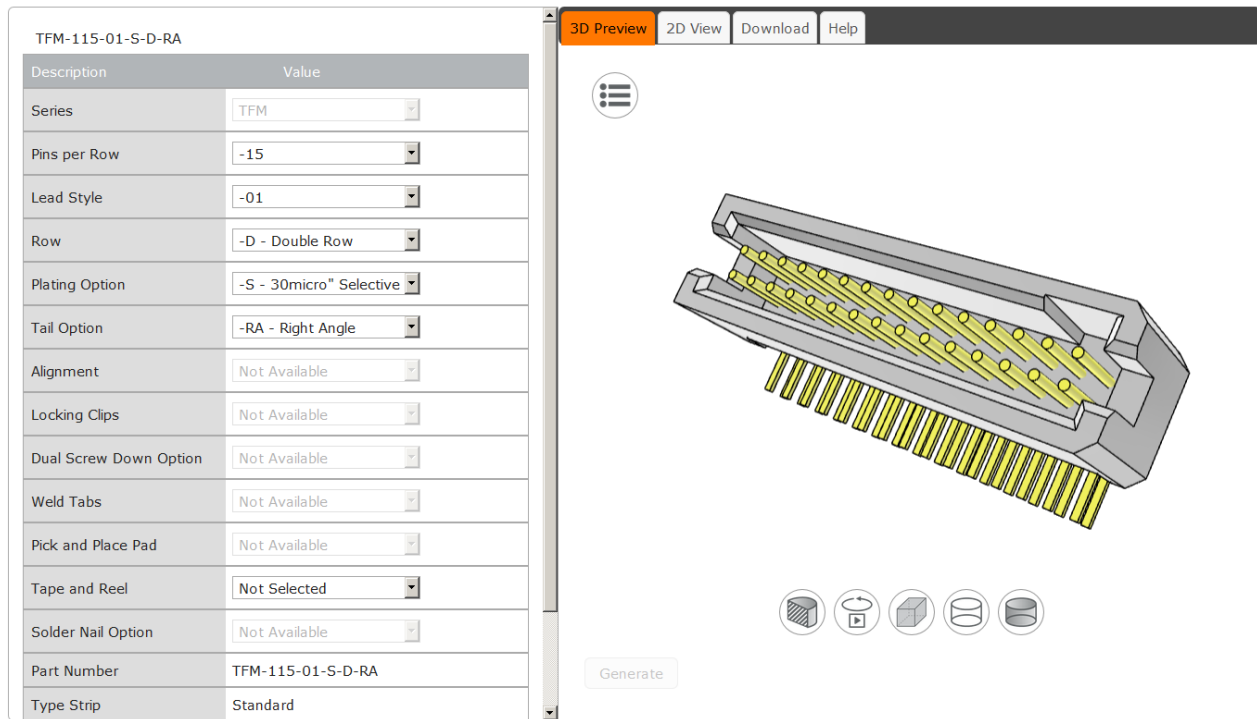 TFM-115-01-S-D-RA
Description Value
Series TFM
Pins per Row -15
Lead Style -01
Row -D - Double Row
Plating Option -S - 30micro" Selective
Tail Option -RA - Right Angle
Alignment Not Available
Locking Clips Not Available
Dual Screw Down Option Not Available
Weld Tabs Not Available
Pick and Place Pad Not Available
Tape and Reel Not Selected
Solder Nail Option Not Available
Part Number TFM-115-01-S-D-RA
Type Strip Standard
3D Preview 2D View Download Help
Generate